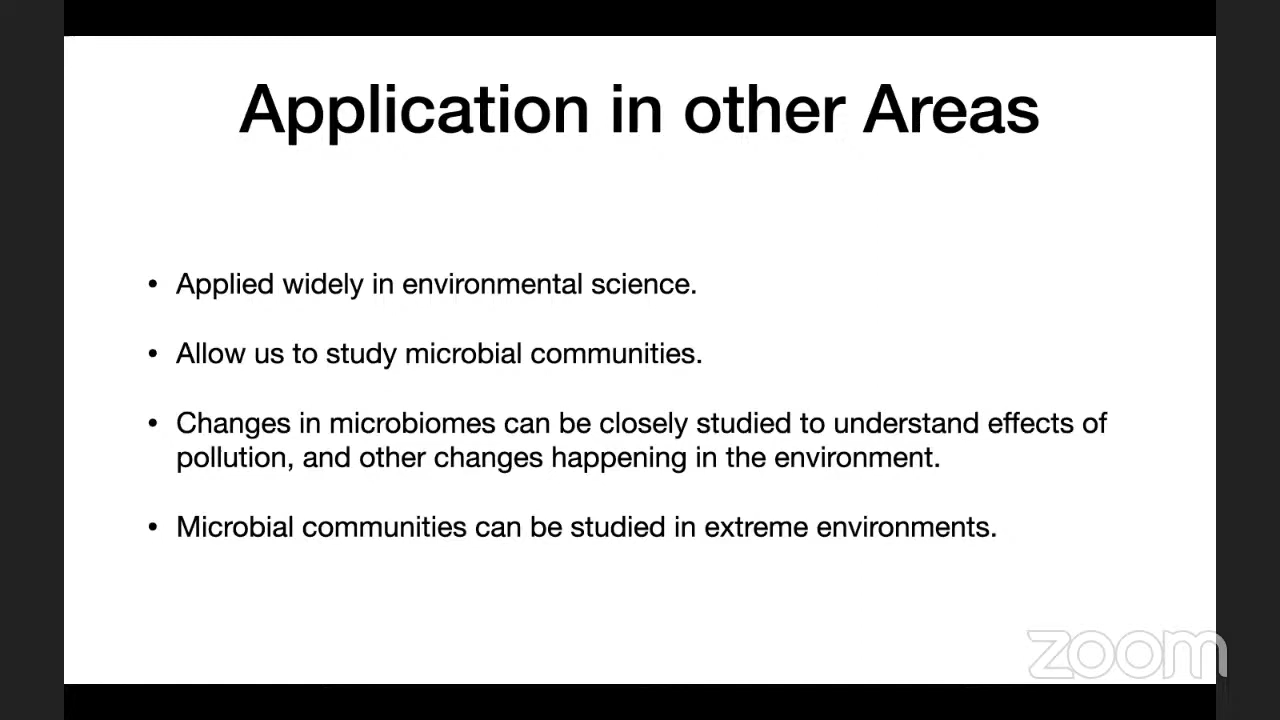 Application in other Areas
• Applied widely in environmental science.
• Allow us to study microbial communities.
• Changes in microbiomes can be closely studied to understand effects of
pollution, and other changes happening in the environment.
• Microbial communities can be studied in extreme environments.
zoom